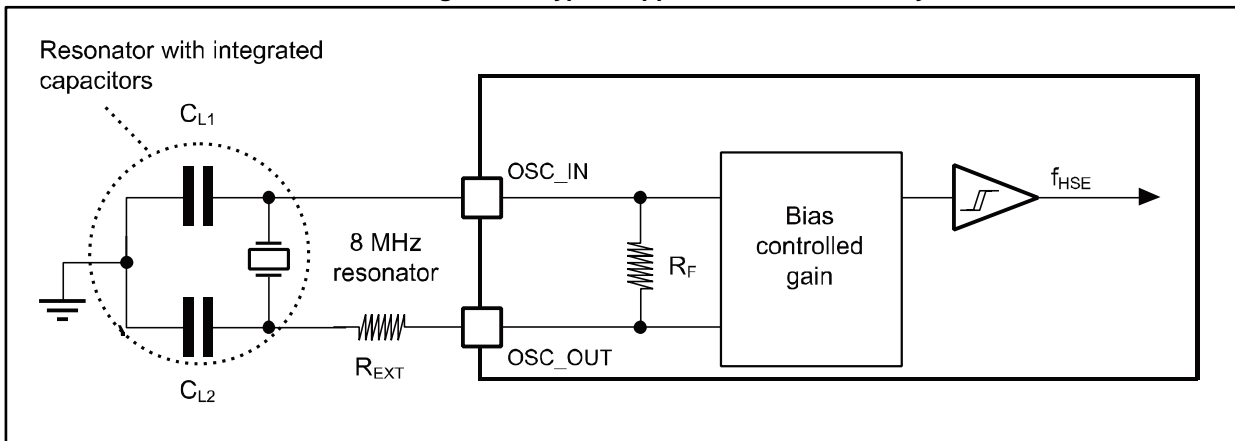 Resonator with integrated
capacitors
CL1
OSC_IN
fHSE
8 MHz
resonator
RF
Bias
controlled
gain
REXT
OSC_OUT
CL2